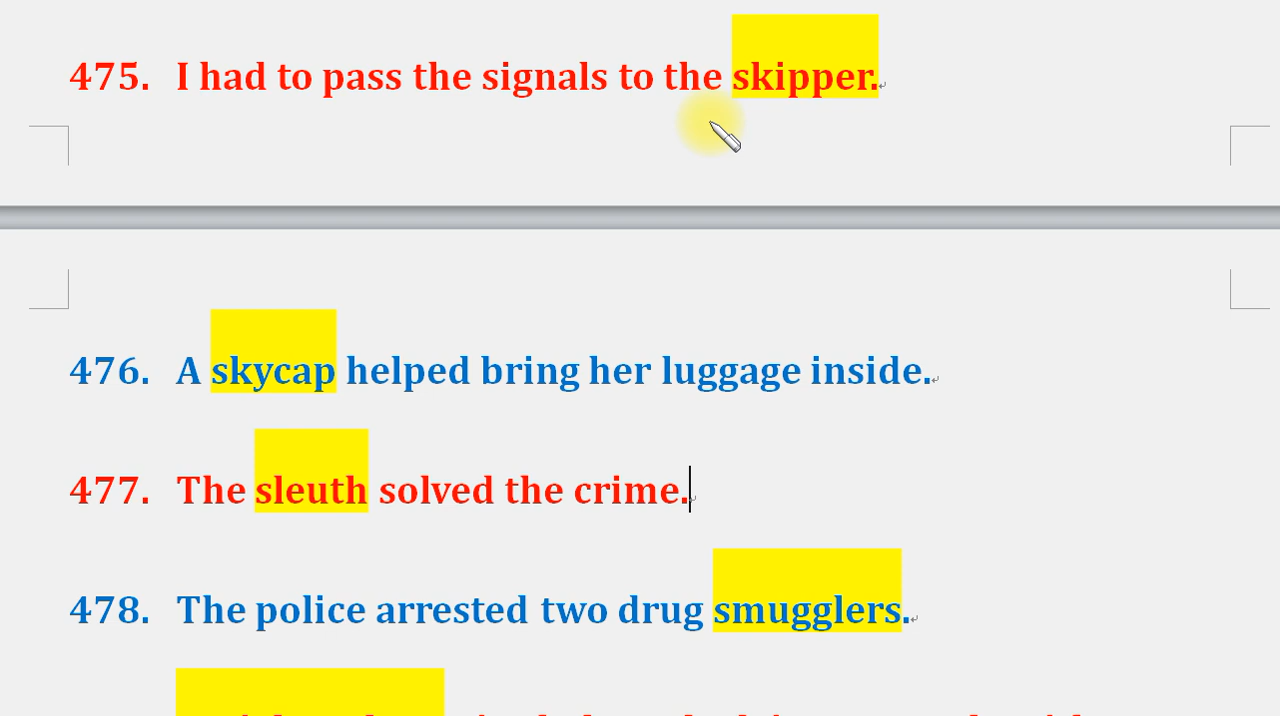 475. I had to pass the signals to the skipper.
476. A skycap helped bring her luggage inside.
477. The sleuth solved the crime.
478. The police arrested two drug smugglers.